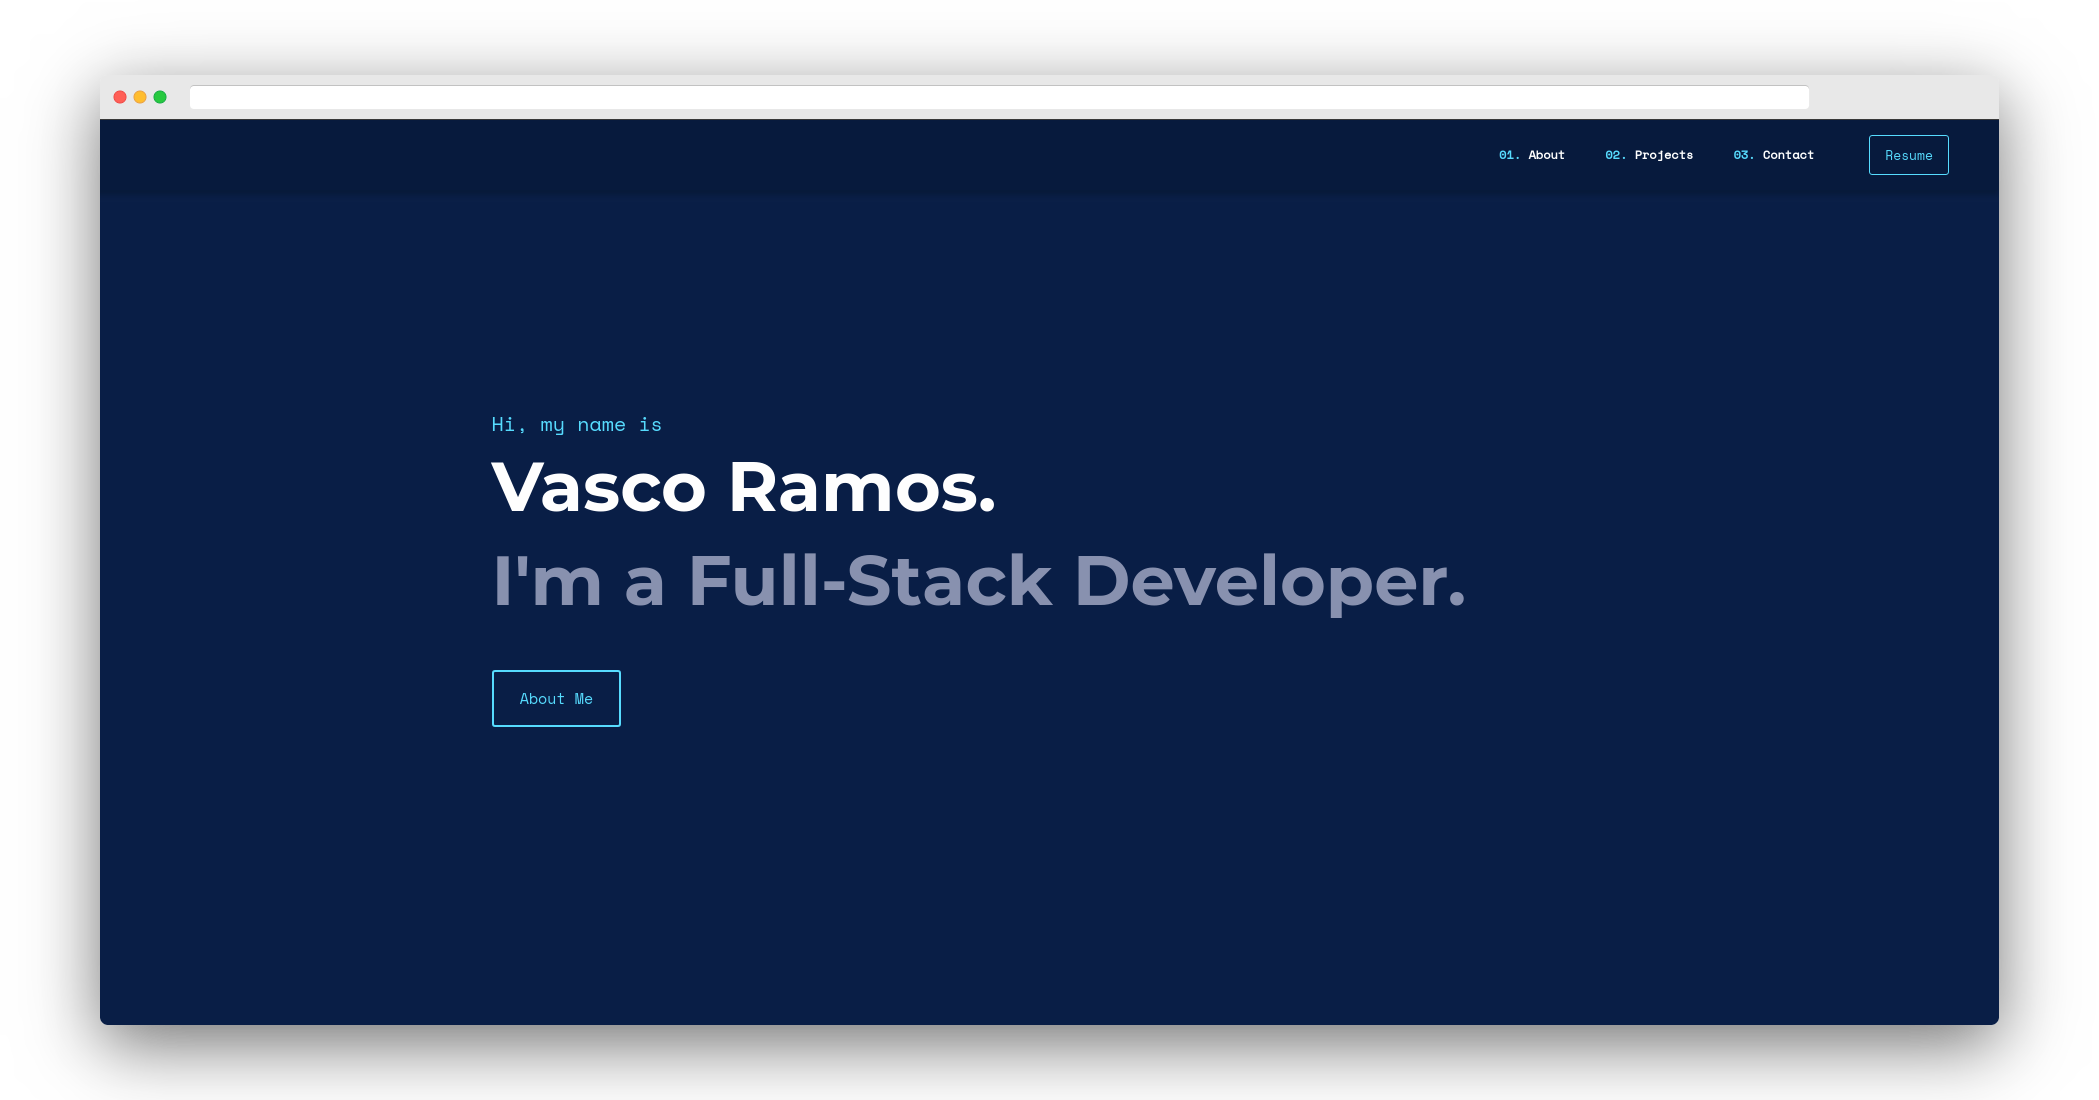 01. About 02. Projects 03. Contact Resume
Hi, my name is
Vasco Ramos.
I'm a Full-Stack Developer.
About Me